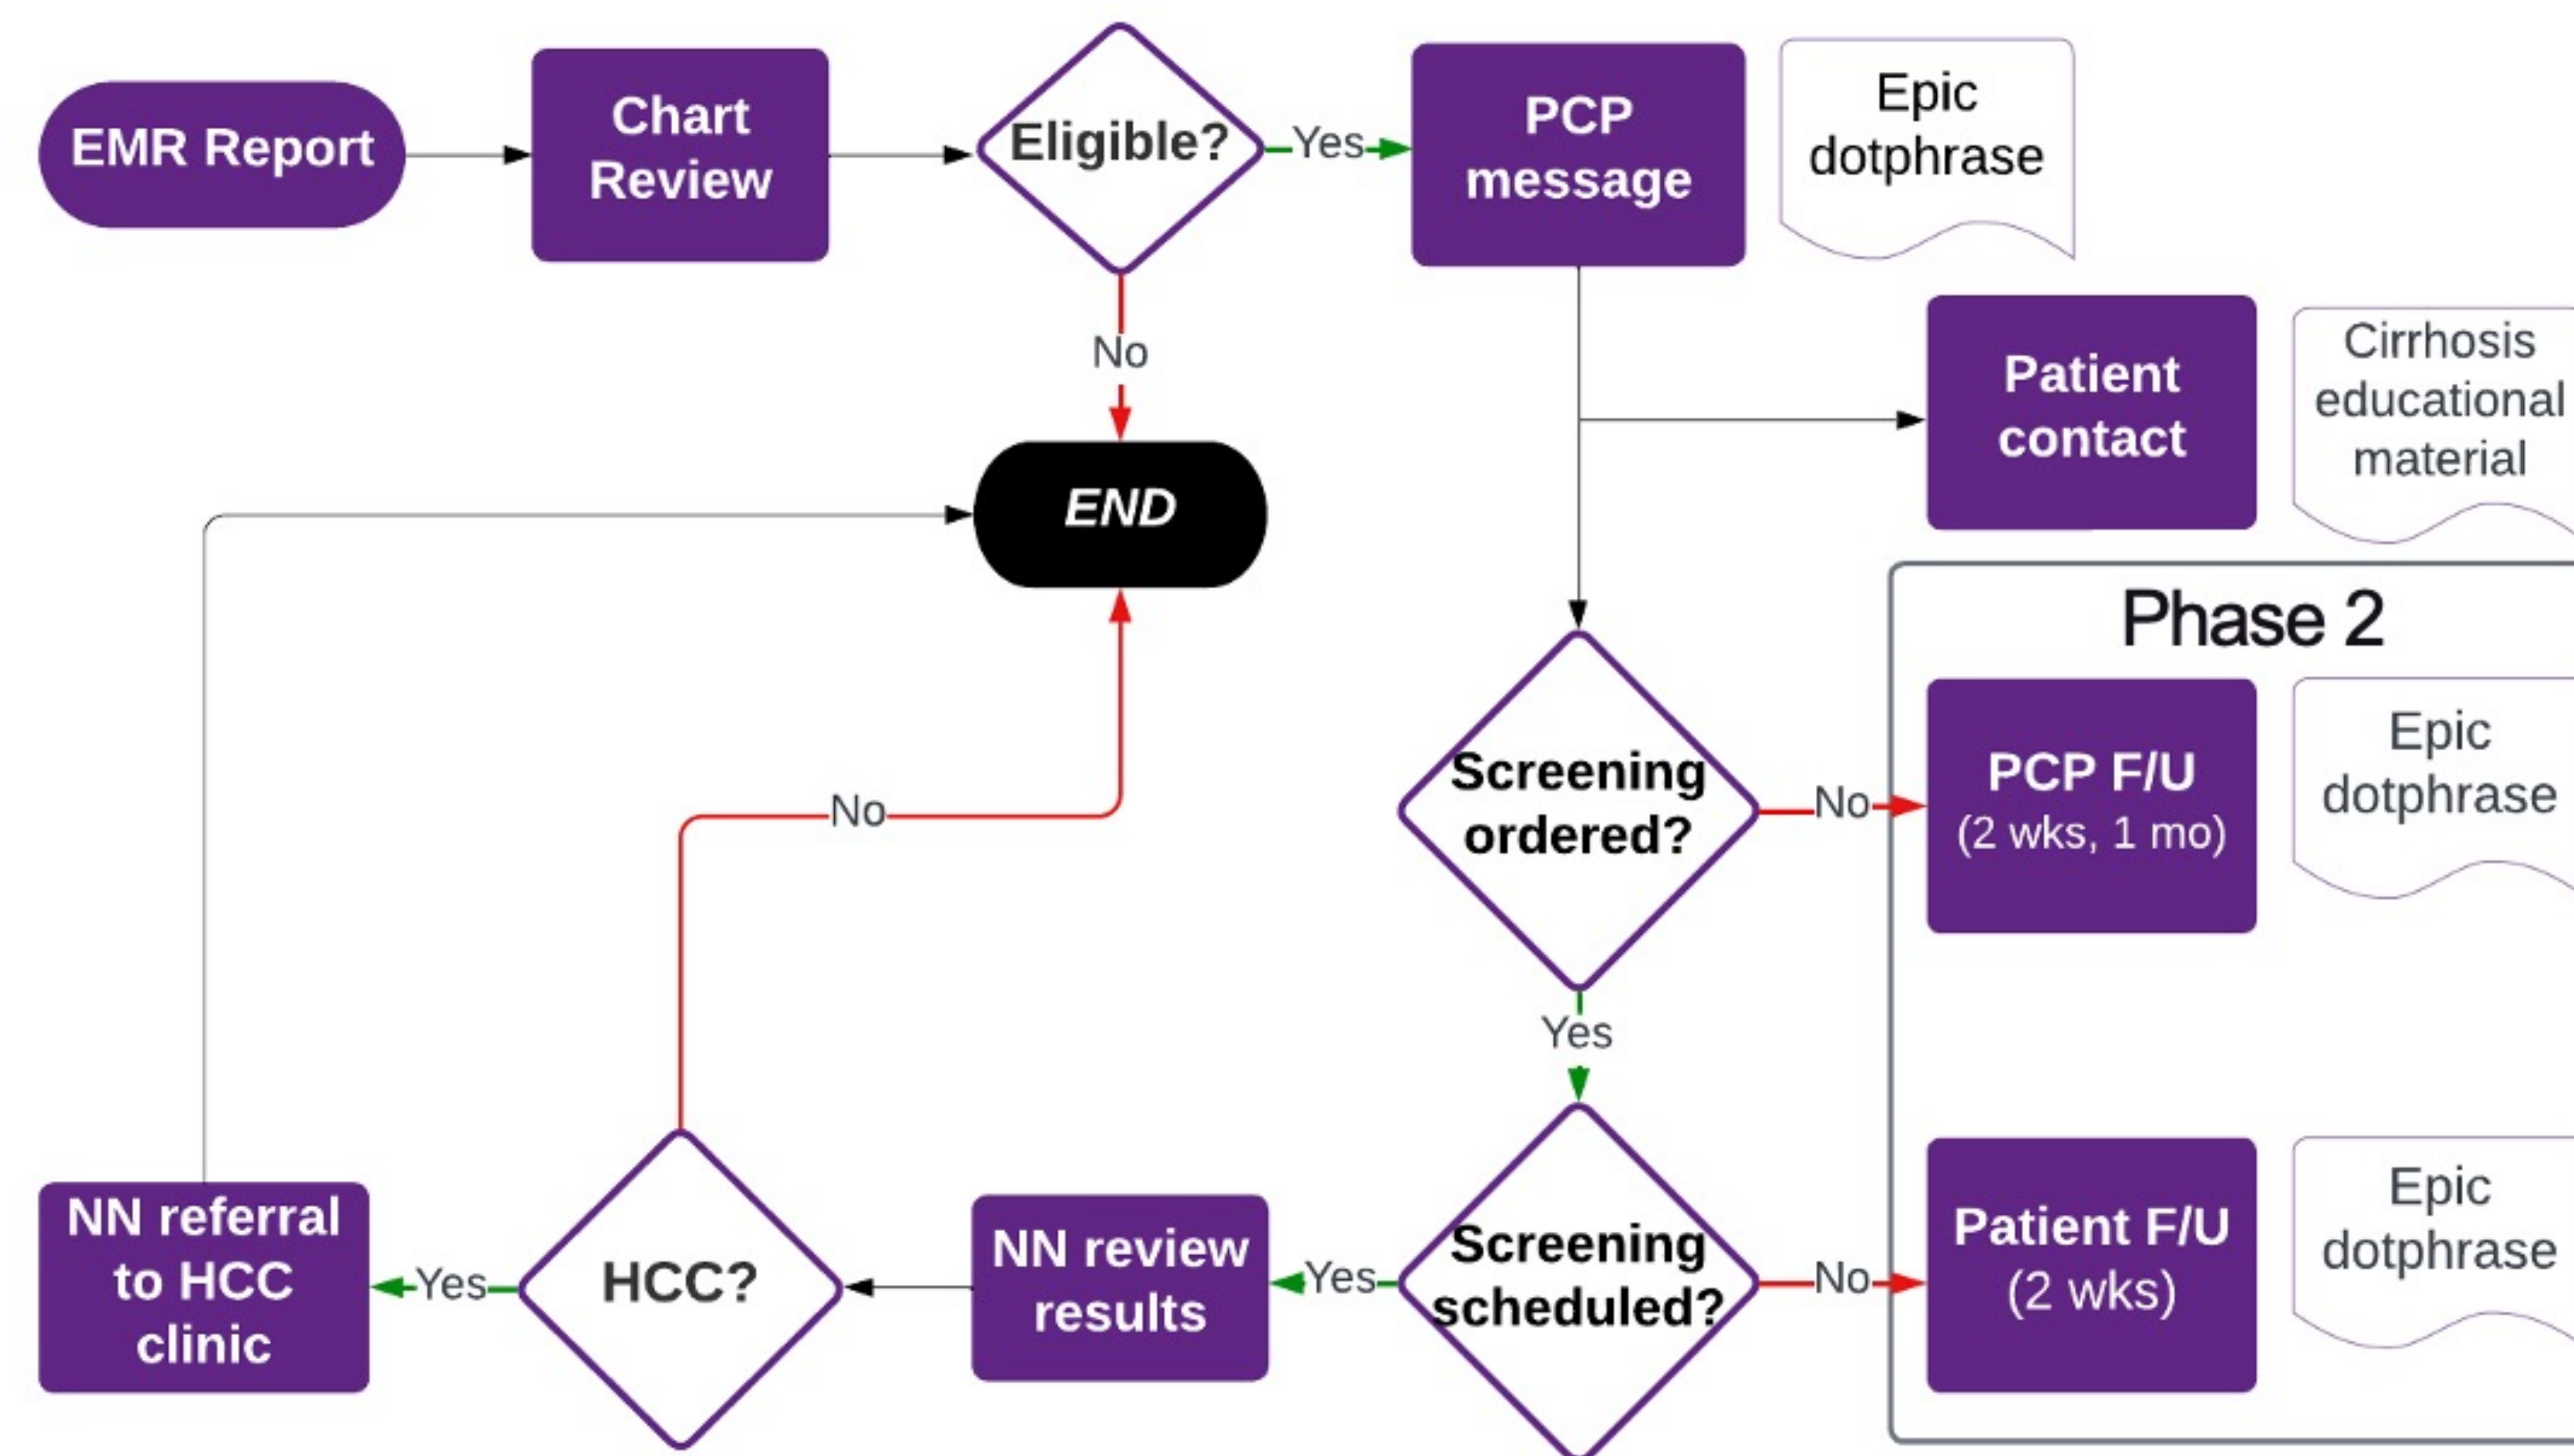 EMR Report
Chart
Review
Eligible?
Yes
PCP
message
Epic
dotphrase
No
END
Patient
contact
Cirrhosis
educational
material
Phase 2
Screening
ordered?
No
PCP F/U
(2 wks, 1 mo)
Epic
dotphrase
No
Yes
NN referral
to HCC
clinic
Yes
HCC?
NN review
results
Yes
Screening
scheduled?
No
Patient F/U
(2 wks)
Epic
dotphrase